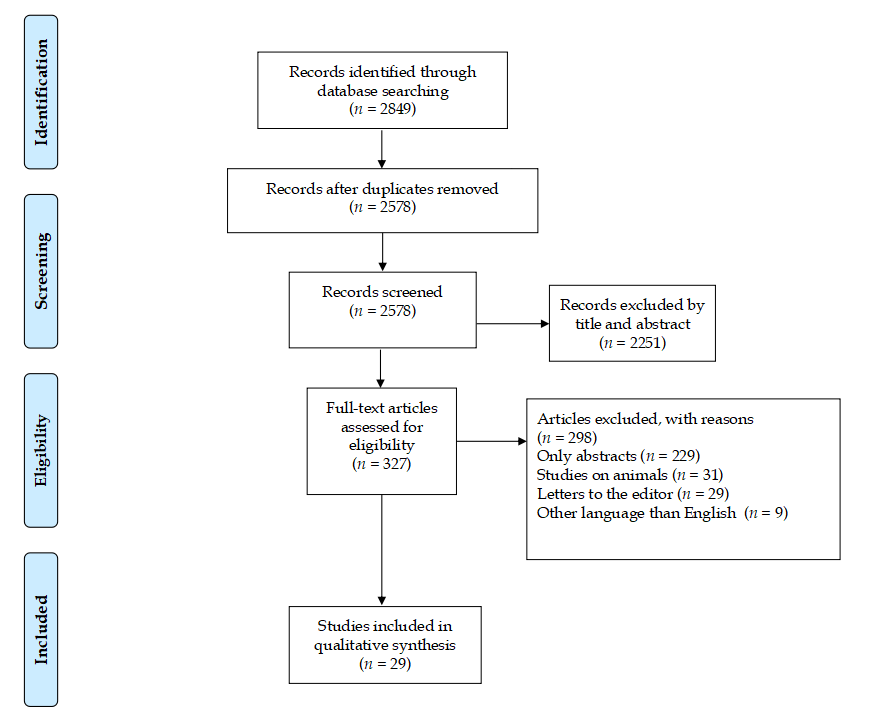 Identification
Records identified through
database searching
(n = 2849)
Records after duplicates removed
(n = 2578)
Screening
Records screened
(n = 2578)
Records excluded by
title and abstract
(n = 2251)
Eligibility
Full-text articles
assessed for
eligibility
(n = 327)
Articles excluded, with reasons
(n = 298)
Only abstracts (n = 229)
Studies on animals (n = 31)
Letters to the editor (n = 29)
Other language than English (n = 9)
Included
Studies included in
qualitative synthesis
(n = 29)